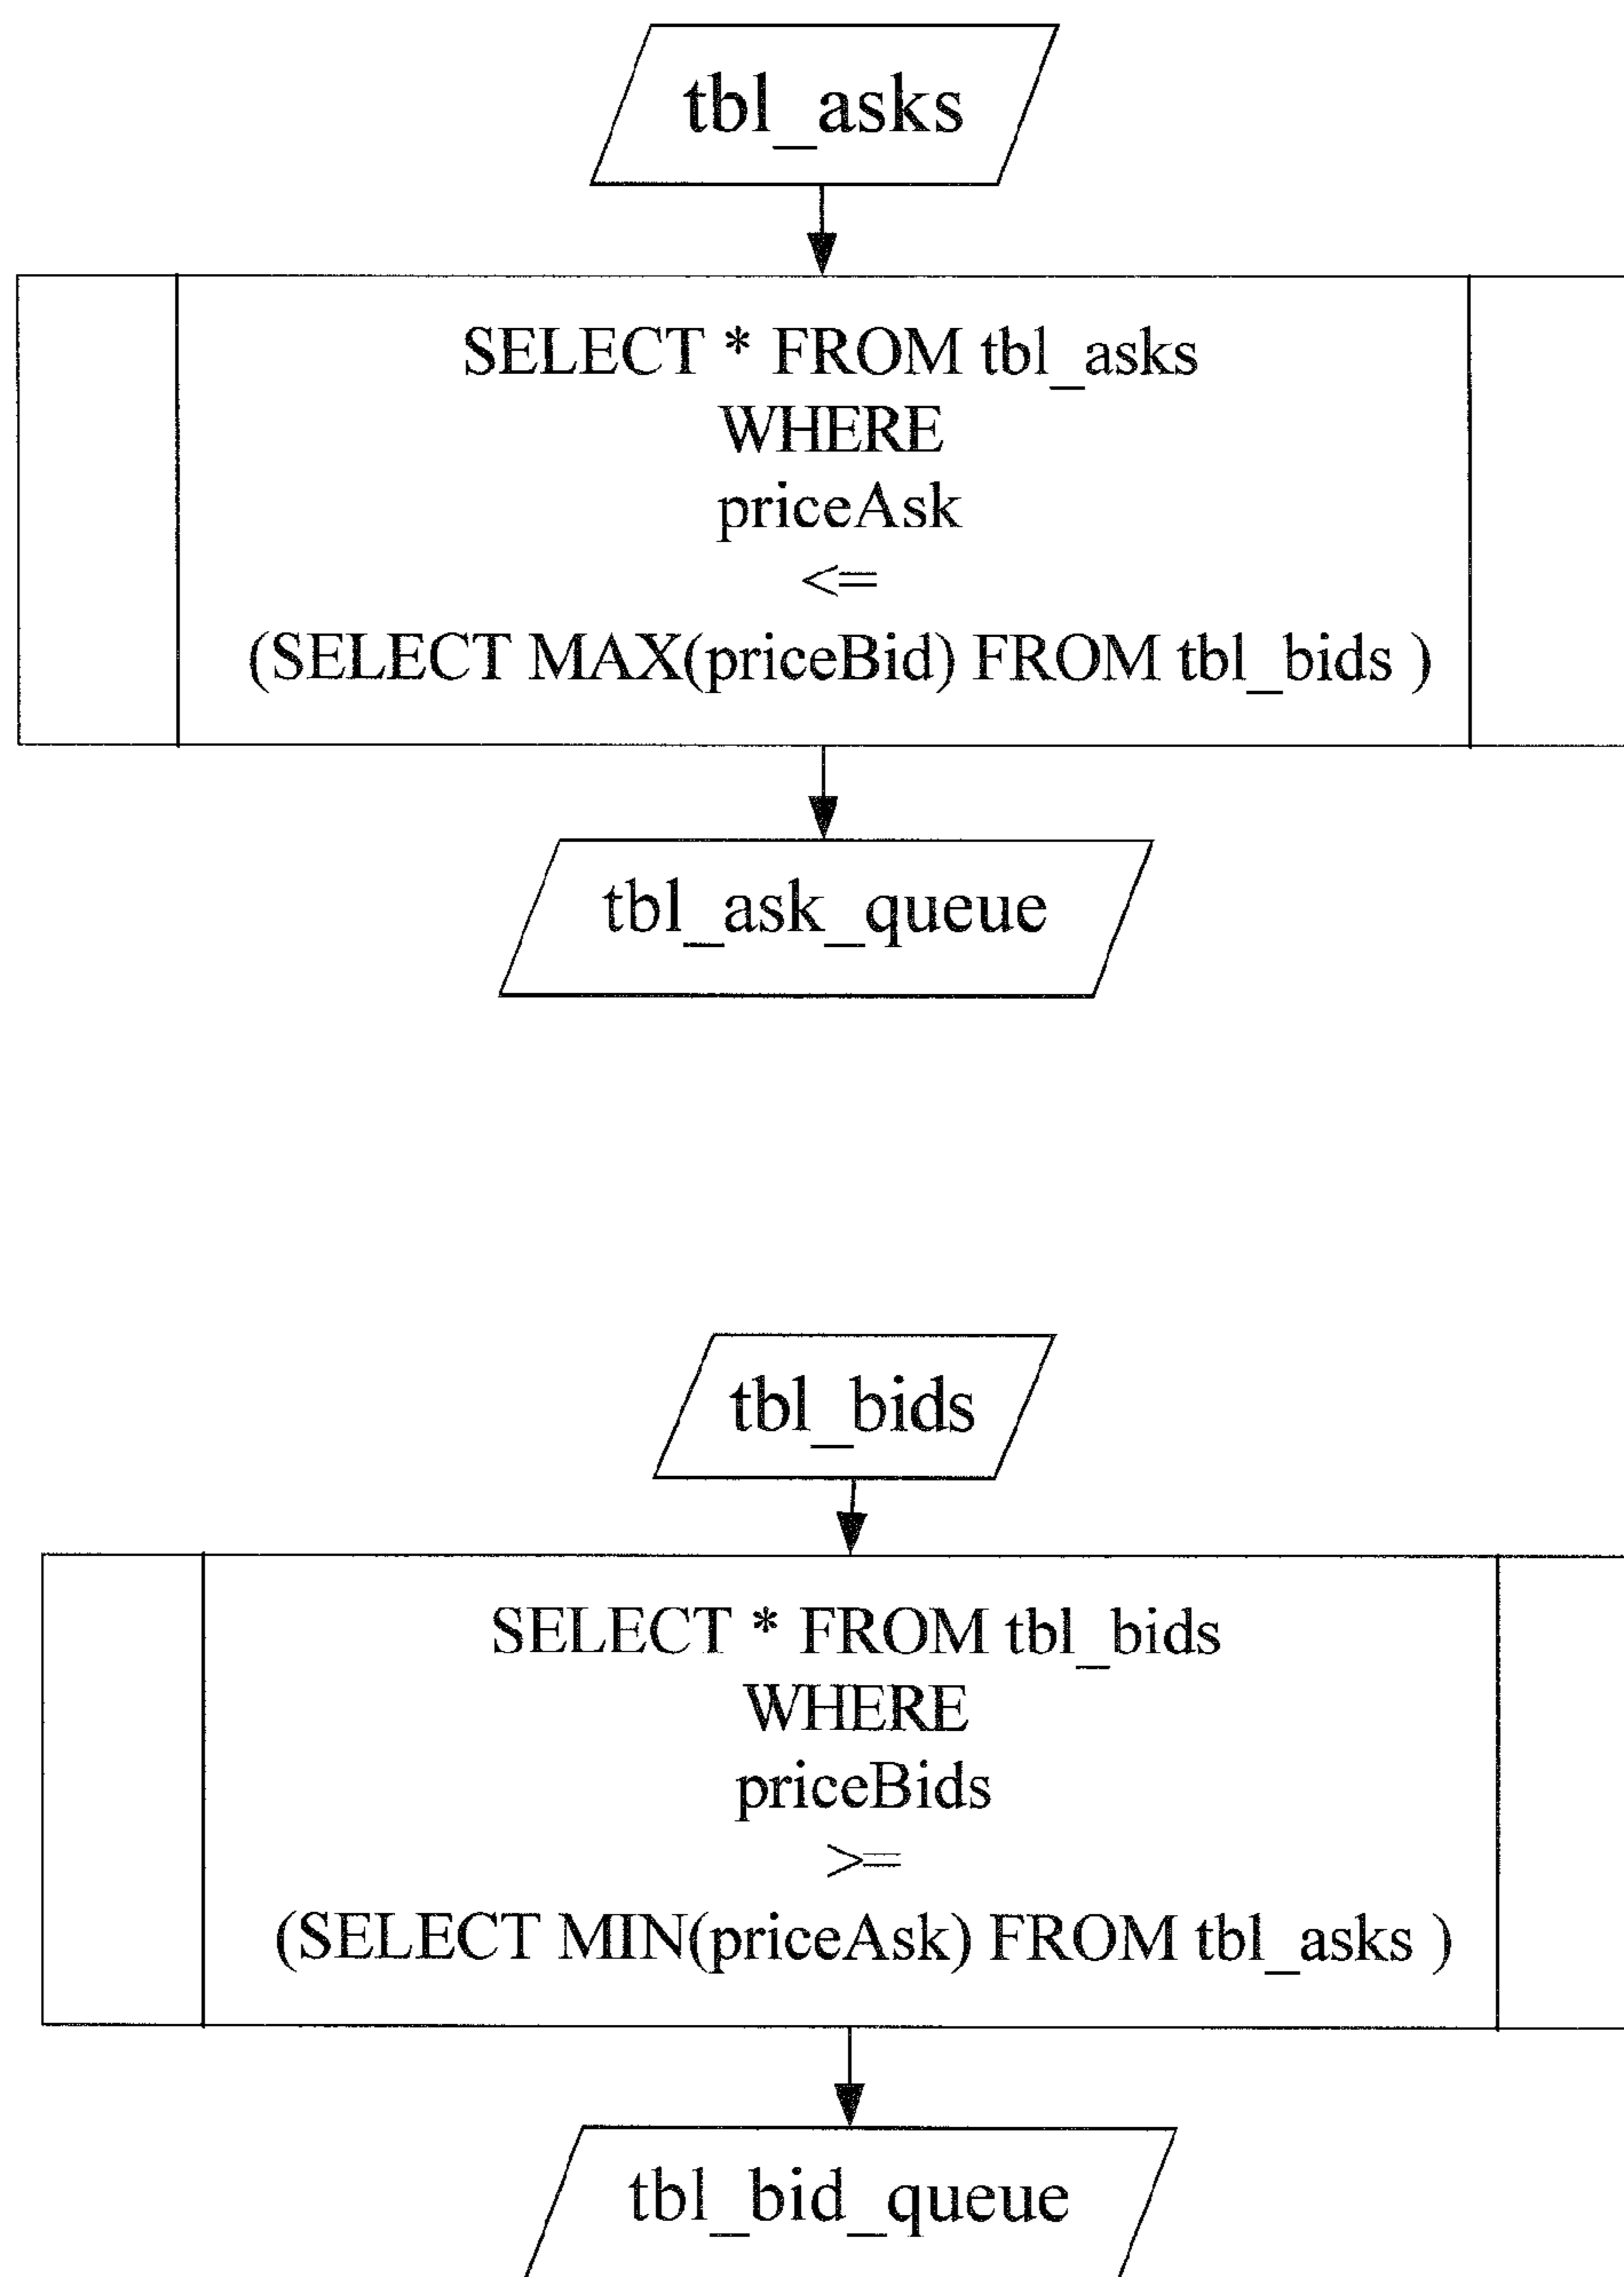 tbl_asks
SELECT * FROM tbl_asks
WHERE
priceAsk
<=
(SELECT MAX(priceBid) FROM tbl_bids )
tbl_ask_queue
tbl_bids
SELECT * FROM tbl_bids
WHERE
priceBids
>=
(SELECT MIN(priceAsk) FROM tbl_asks )
tbl_bid_queue